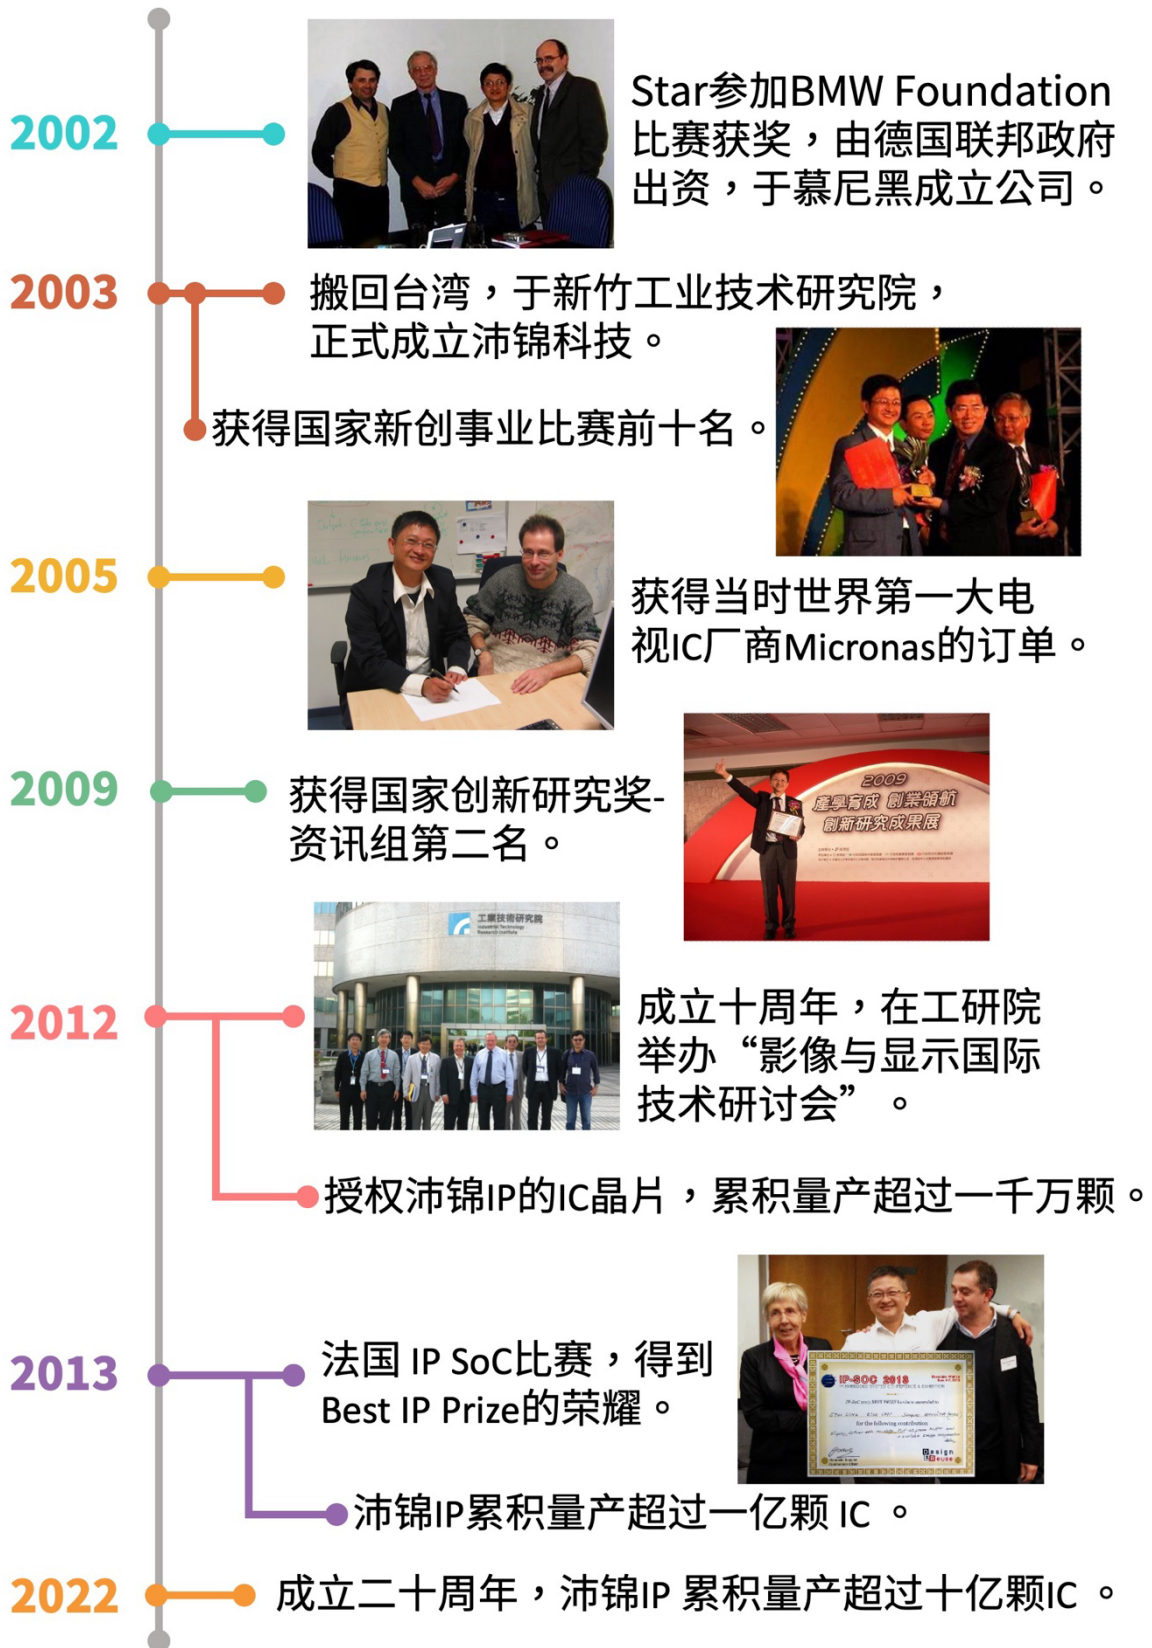 2002
Star参加BMW Foundation
比赛获奖，由德国联邦政府
出资，于慕尼黑成立公司。
2003
搬回台湾，于新竹工业技术研究院，
正式成立沛锦科技。
获得国家新创事业比赛前十名。
2005
获得当时世界第一大电
视IC厂商Micronas的订单。
2009
获得国家创新研究奖-
资讯组第二名。
2009
產學育成 創業領航
創新研究成果展
工業技術研究院
Industrial Technology
Research Institute
2012
成立十周年，在工研院
举办“影像与显示国际
技术研讨会”。
授权沛锦IP的IC晶片，累积量产超过一千万颗。
2013
法国 IP SoC比赛，得到
Best IP Prize的荣耀。
IP-SOC 2013
for the following contribution
Design
Reuse
沛锦IP累积量产超过一亿颗 IC 。
2022
成立二十周年，沛锦IP 累积量产超过十亿颗IC 。